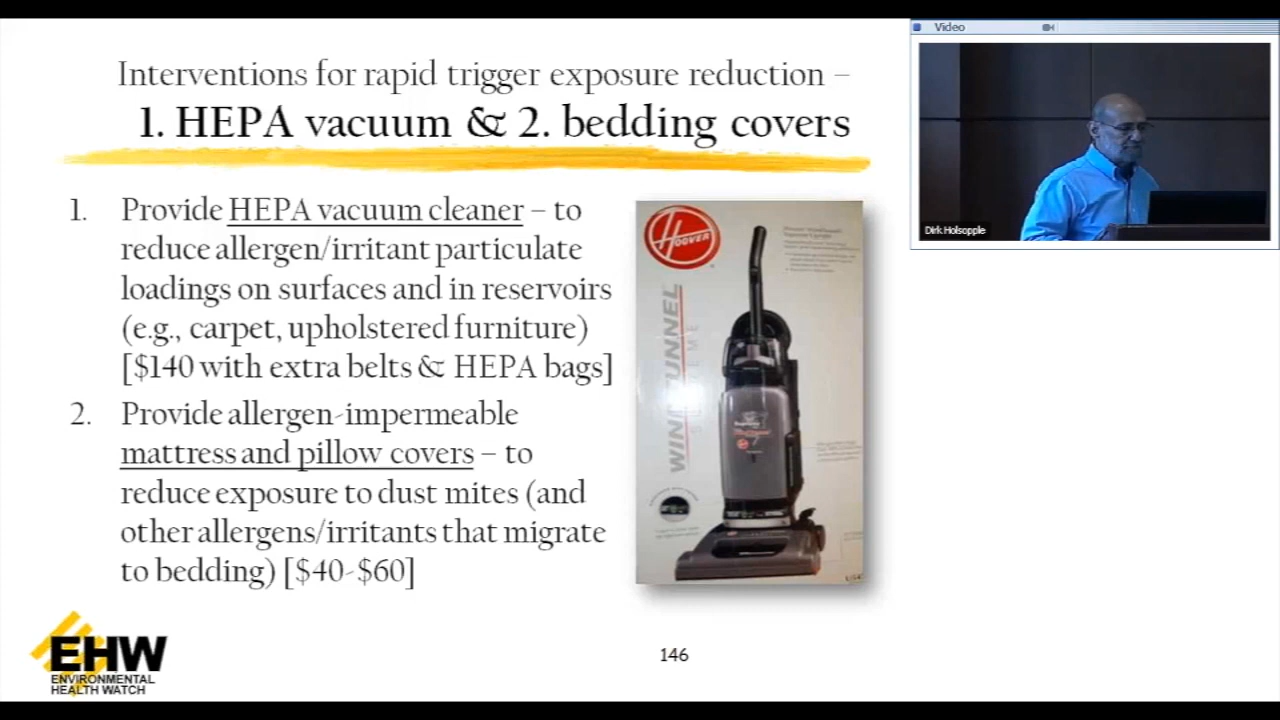 Interventions for rapid trigger exposure reduction –
1. HEPA vacuum & 2. bedding covers
1. Provide HEPA vacuum cleaner – to
reduce allergen/irritant particulate
loadings on surfaces and in reservoirs
(e.g., carpet, upholstered furniture)
[$140 with extra belts & HEPA bags]
2. Provide allergen-impermeable
mattress and pillow covers – to
reduce exposure to dust mites (and
other allergens/irritants that migrate
to bedding) [$40-$60]
HOOVER
WINDTUNNEL
EHW
ENVIRONMENTAL
HEALTH WATCH
146
Video
Dirk Holsopple